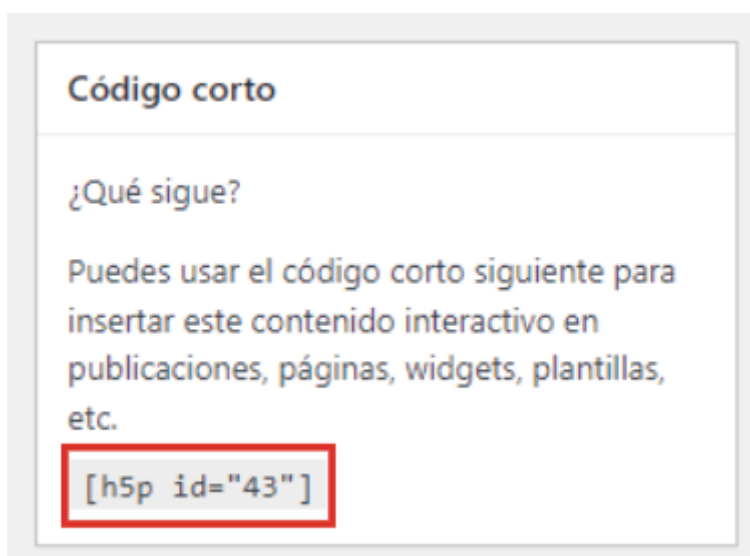 Código corto
¿Qué sigue?
Puedes usar el código corto siguiente para
insertar este contenido interactivo en
publicaciones, páginas, widgets, plantillas,
etc.
[h5p id="43"]